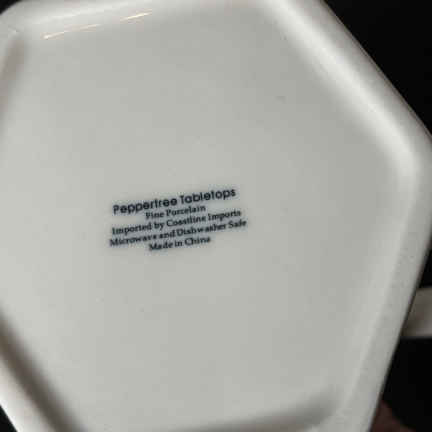 Peppertree Tabletops
Fine Porcelain
Imported by Coastline Imports
Microwave and Dishwasher Safe
Made in China